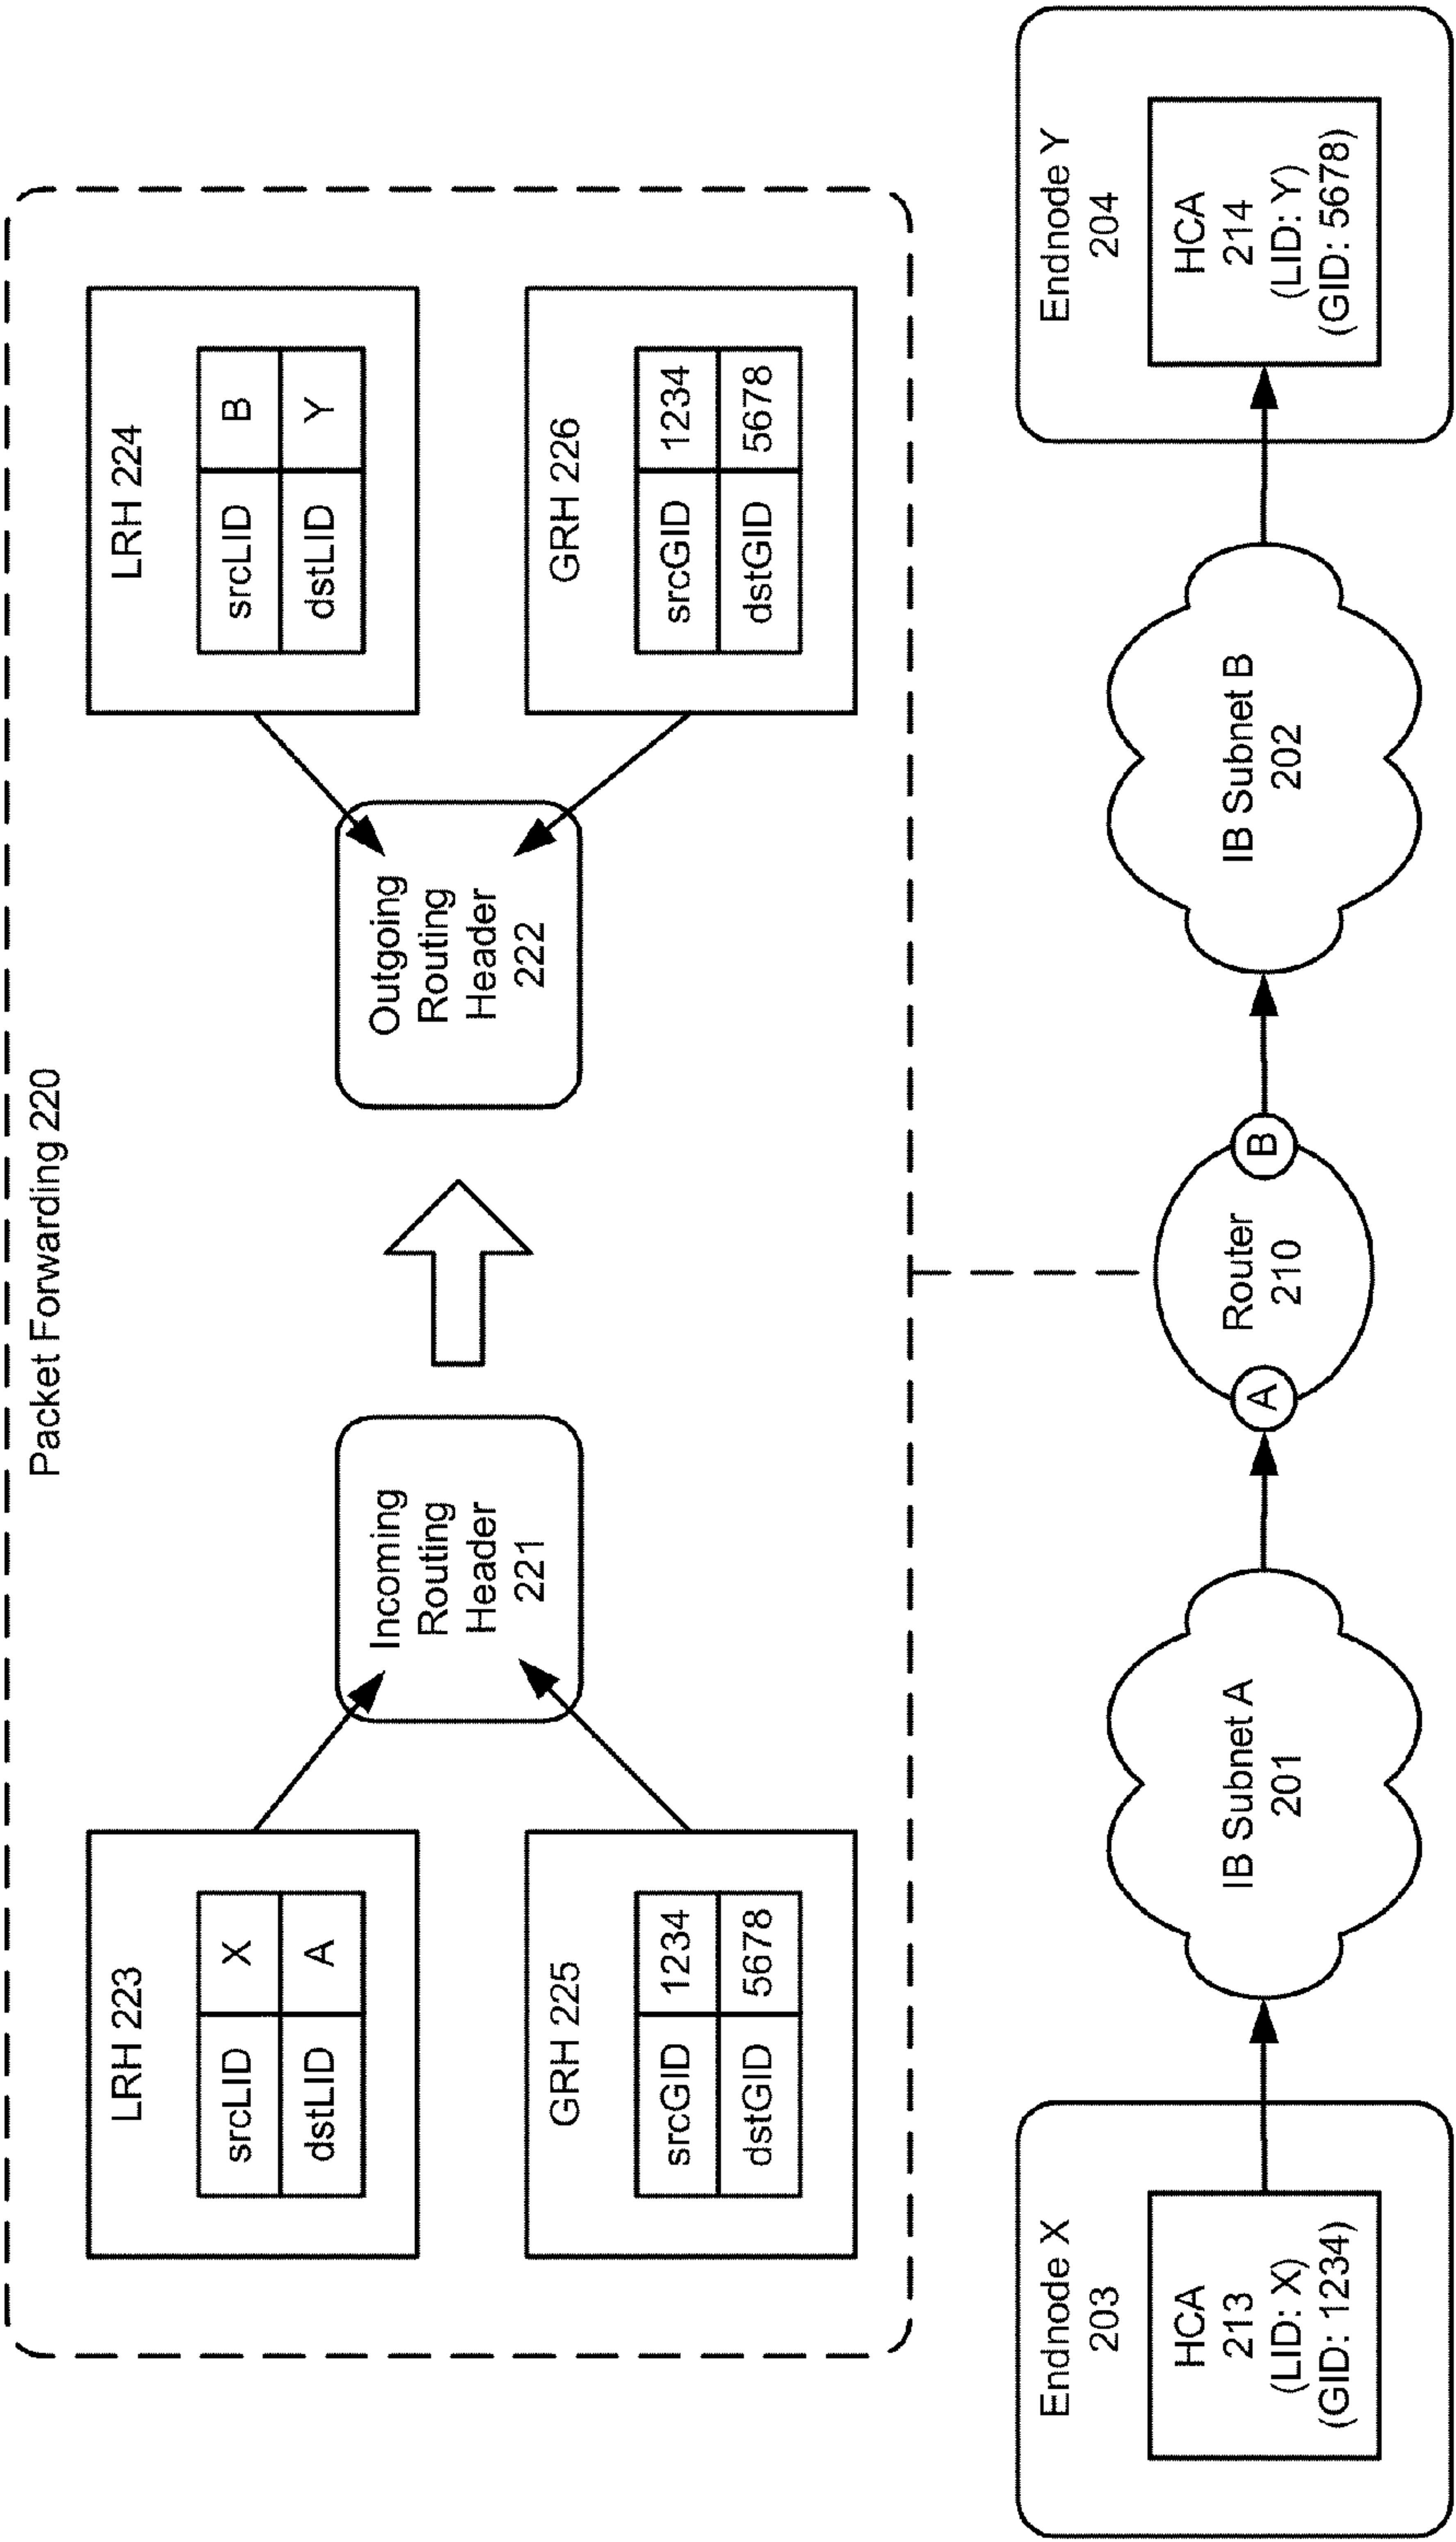 Packet Forwarding 220
LRH 223
srcLID X
dstLID A
GRH 225
srcGID 1234
dstGID 5678
Incoming
Routing
Header
221
Outgoing
Routing
Header
222
LRH 224
srcLID B
dstLID Y
GRH 226
srcGID 1234
dstGID 5678
Endnode X
203
HCA
213
(LID: X)
(GID: 1234)
IB Subnet A
201
A
Router
210
B
IB Subnet B
202
Endnode Y
204
HCA
214
(LID: Y)
(GID: 5678)